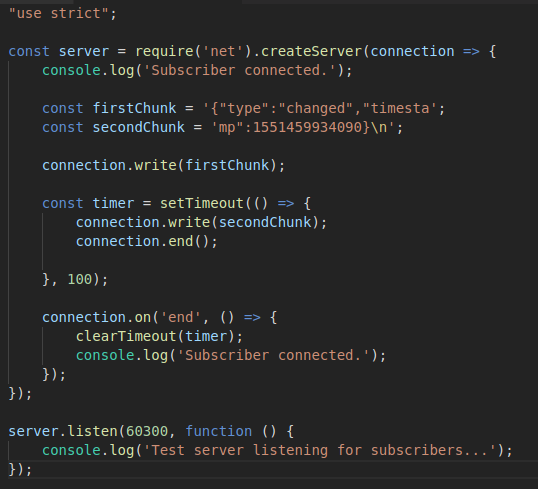 "use strict";
const server = require('net').createServer(connection => {
console.log('Subscriber connected.');
const firstChunk = '{"type":"changed","timesta';
const secondChunk = 'mp":1551459934090}\n';
connection.write(firstChunk);
const timer = setTimeout(() => {
connection.write(secondChunk);
connection.end();
}, 100);
connection.on('end', () => {
clearTimeout(timer);
console.log('Subscriber connected.');
});
});
server.listen(60300, function () {
console.log('Test server listening for subscribers...');
});